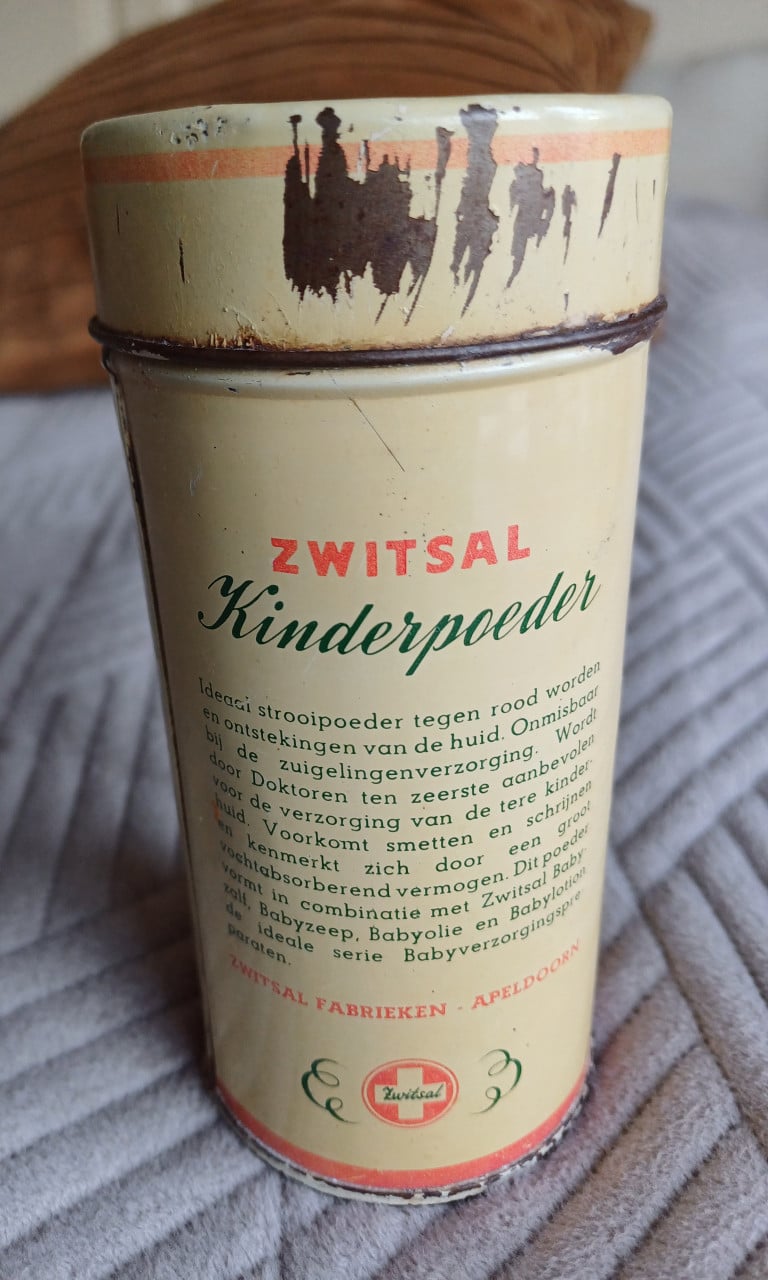 ZWITSAL
Kinderpoeder
Ideaal strooipoeder tegen rood worden
en ontstekingen van de huid. Onmisbaar
bij de zuigelingenverzorging. Wordt
door Doktoren ten zeerste aanbevolen
voor de verzorging van de tere kinder-
huid. Voorkomt smetten en schrijnen
en kenmerkt zich door een groot
vochtabsorberend vermogen. Dit poeder
vormt in combinatie met Zwitsal Baby-
zalf, Babyzeep, Babyolie en Babylotion
de ideale serie Babyverzorgingspre-
paraten.
ZWITSAL FABRIEKEN - APELDOORN
Zwitsal